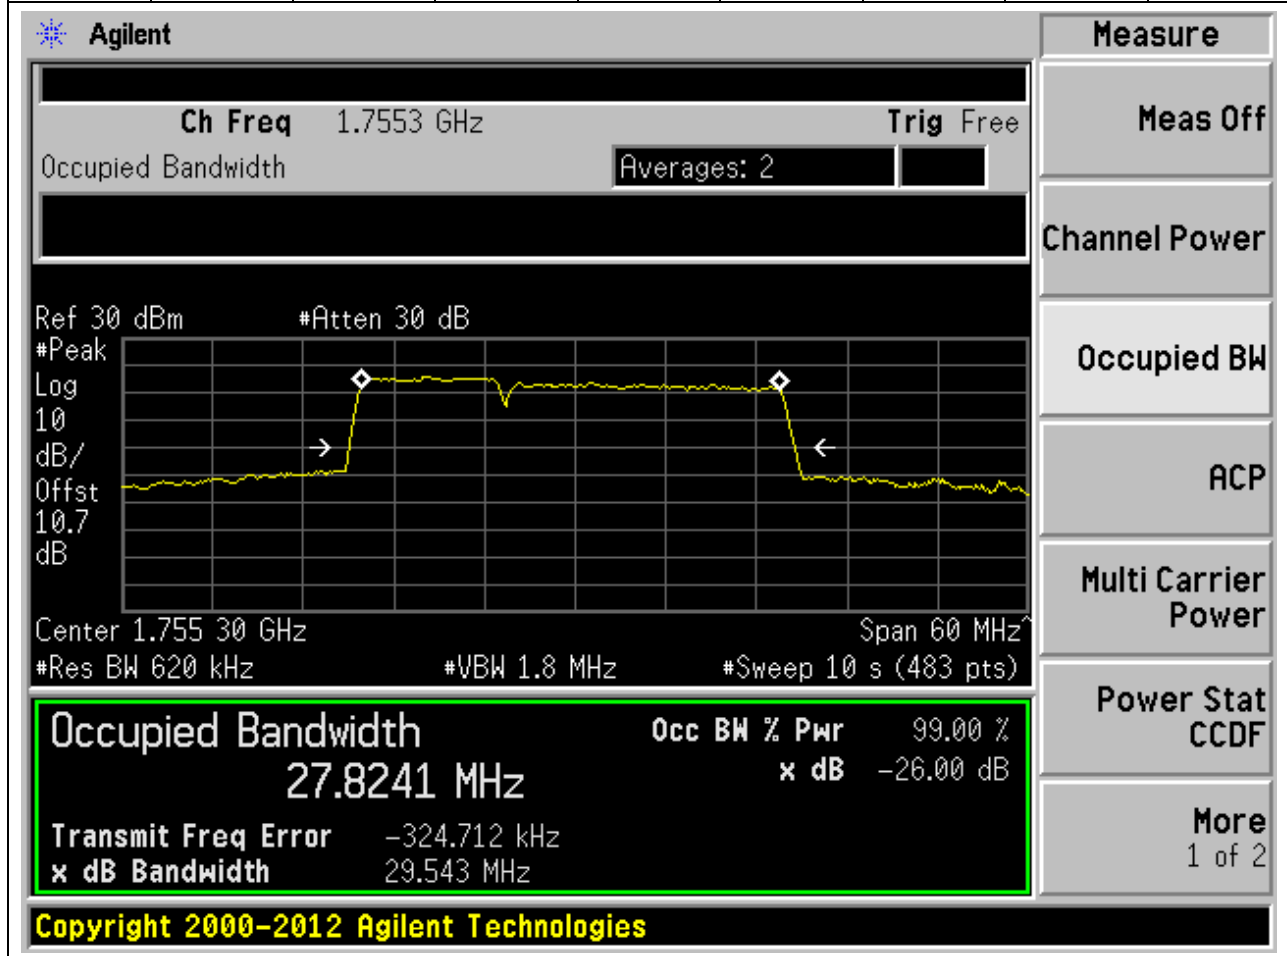 Agilent
Measure
Ch Freq 1.7553 GHz Trig Free
Meas Off
Occupied Bandwidth Averages: 2
Channel Power
Ref 30 dBm #Atten 30 dB
#Peak
Log
10
dB/
Offst
10.7
dB
Occupied BW
ACP
Center 1.755 30 GHz Span 60 MHz^
#Res BW 620 kHz #VBW 1.8 MHz #Sweep 10 s (483 pts)
Multi Carrier
Power
Occupied Bandwidth Occ BW % Pwr 99.00 %
27.8241 MHz x dB -26.00 dB
Transmit Freq Error -324.712 kHz
x dB Bandwidth 29.543 MHz
Power Stat
CCDF
More
1 of 2
Copyright 2000-2012 Agilent Technologies